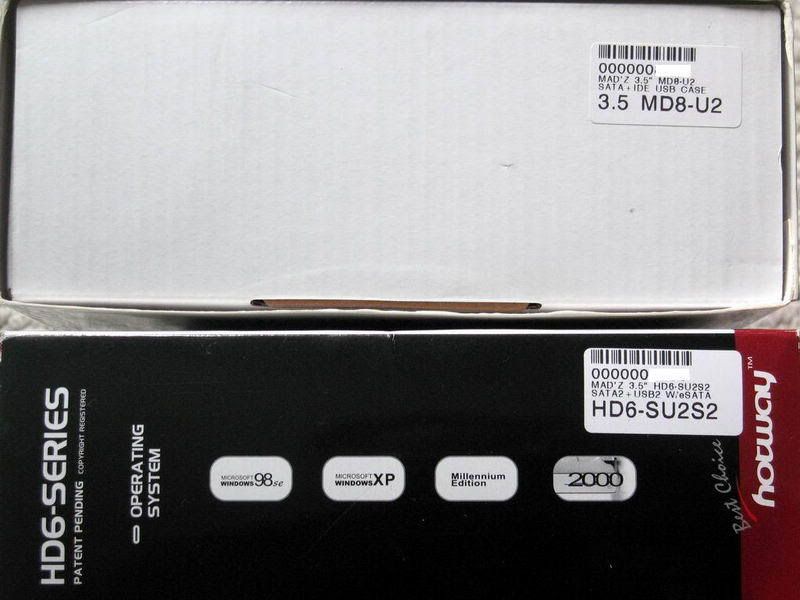 000000
MAD'Z 3.5" MD8-U2
SATA+IDE USB CASE
3.5 MD8-U2
000000
MAD'Z 3.5" HD6-SU2S2
SATA2+USB2 W/eSATA
HD6-SU2S2
HD6-SERIES
PATENT PENDING COPYRIGHT REGISTERED
OPERATING
SYSTEM
MICROSOFT
WINDOWS 98se
MICROSOFT
WINDOWS XP
Millennium
Edition
2000
Best Choice
hotway™